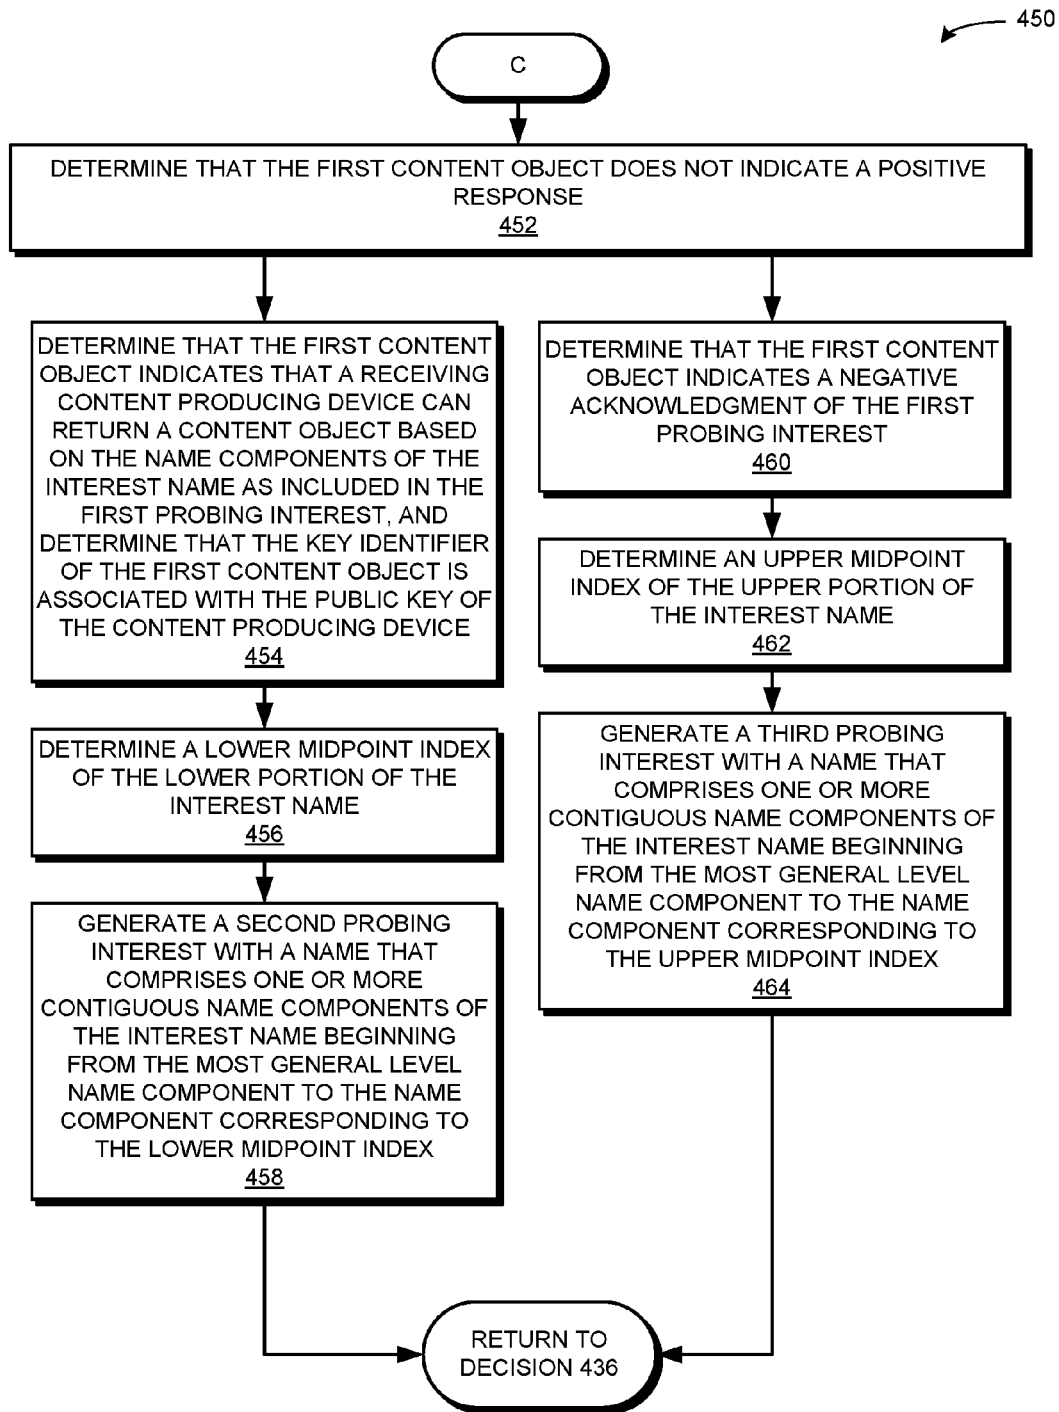 450
C
DETERMINE THAT THE FIRST CONTENT OBJECT DOES NOT INDICATE A POSITIVE
RESPONSE
452
DETERMINE THAT THE FIRST CONTENT
OBJECT INDICATES THAT A RECEIVING
CONTENT PRODUCING DEVICE CAN
RETURN A CONTENT OBJECT BASED
ON THE NAME COMPONENTS OF THE
INTEREST NAME AS INCLUDED IN THE
FIRST PROBING INTEREST, AND
DETERMINE THAT THE KEY IDENTIFIER
OF THE FIRST CONTENT OBJECT IS
ASSOCIATED WITH THE PUBLIC KEY OF
THE CONTENT PRODUCING DEVICE
454
DETERMINE A LOWER MIDPOINT INDEX
OF THE LOWER PORTION OF THE
INTEREST NAME
456
GENERATE A SECOND PROBING
INTEREST WITH A NAME THAT
COMPRISES ONE OR MORE
CONTIGUOUS NAME COMPONENTS OF
THE INTEREST NAME BEGINNING
FROM THE MOST GENERAL LEVEL
NAME COMPONENT TO THE NAME
COMPONENT CORRESPONDING TO
THE LOWER MIDPOINT INDEX
458
DETERMINE THAT THE FIRST CONTENT
OBJECT INDICATES A NEGATIVE
ACKNOWLEDGMENT OF THE FIRST
PROBING INTEREST
460
DETERMINE AN UPPER MIDPOINT
INDEX OF THE UPPER PORTION OF
THE INTEREST NAME
462
GENERATE A THIRD PROBING
INTEREST WITH A NAME THAT
COMPRISES ONE OR MORE
CONTIGUOUS NAME COMPONENTS OF
THE INTEREST NAME BEGINNING
FROM THE MOST GENERAL LEVEL
NAME COMPONENT TO THE NAME
COMPONENT CORRESPONDING TO
THE UPPER MIDPOINT INDEX
464
RETURN TO
DECISION 436